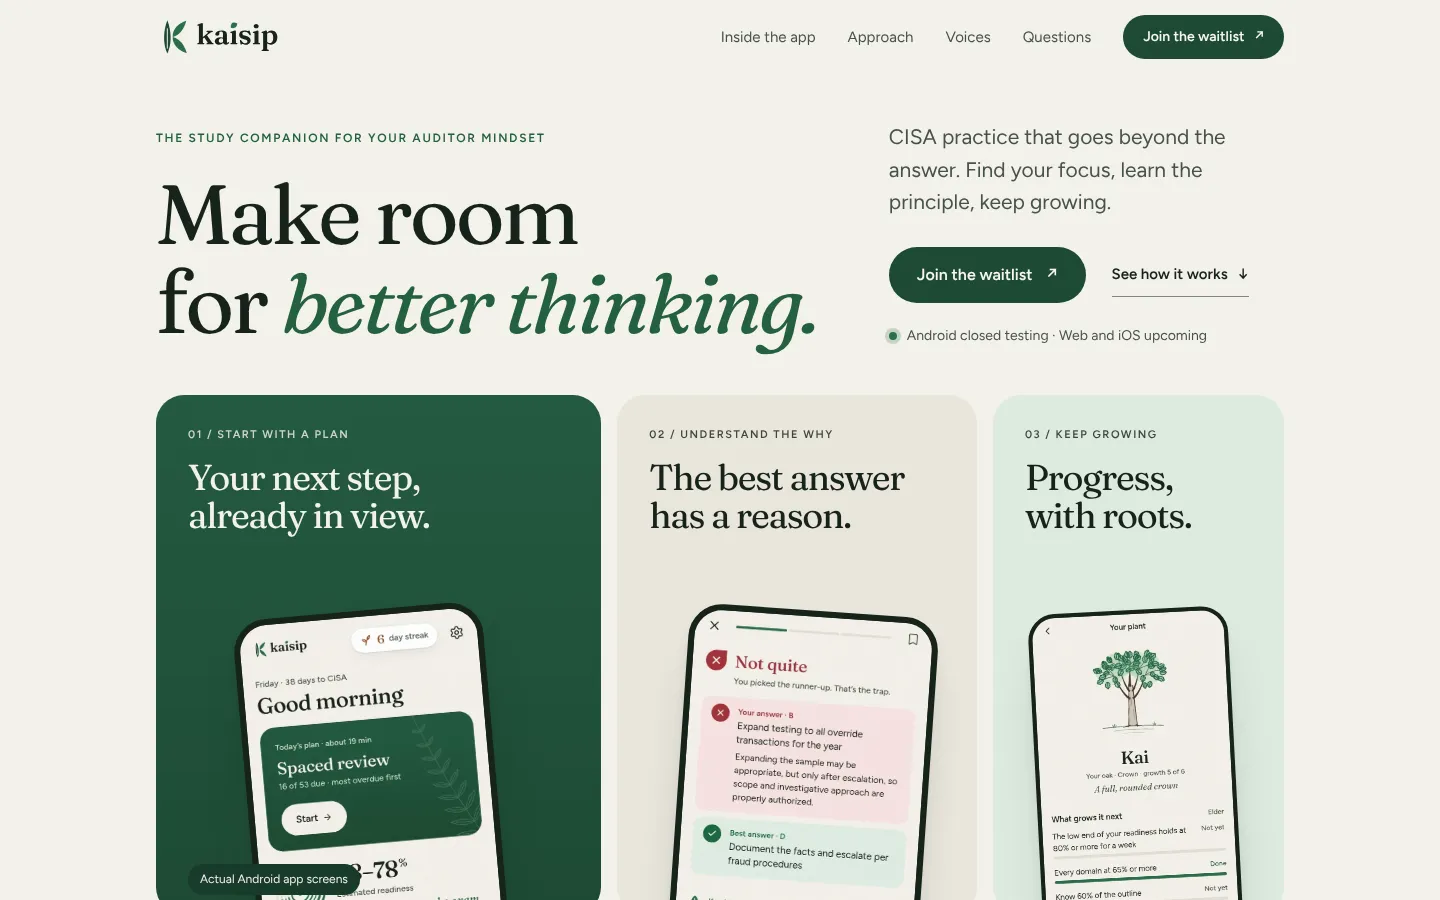 kaisip
Inside the app
Approach
Voices
Questions
Join the waitlist ↗
THE STUDY COMPANION FOR YOUR AUDITOR MINDSET
Make room
for better thinking.
CISA practice that goes beyond the
answer. Find your focus, learn the
principle, keep growing.
Join the waitlist ↗
See how it works ↓
Android closed testing · Web and iOS upcoming
01 / START WITH A PLAN
Your next step,
already in view.
kaisip
6 day streak
Friday · 38 days to CISA
Good morning
Today's plan · about 19 min
Spaced review
16 of 53 due · most overdue first
Start →
–78%
readiness
Actual Android app screens
02 / UNDERSTAND THE WHY
The best answer
has a reason.
Not quite
You picked the runner-up. That's the trap.
Your answer · B
Expand testing to all override
transactions for the year
Expanding the sample may be
appropriate, but only after escalation, so
scope and investigative approach are
properly authorized.
Best answer · D
Document the facts and escalate per
fraud procedures
03 / KEEP GROWING
Progress,
with roots.
Your plant
Kai
Your oak · Crown · growth 5 of 6
A full, rounded crown
What grows it next
Elder
The low end of your readiness holds at
80% or more for a week
Not yet
Every domain at 65% or more
Done
Know 60% of the outline
Not yet